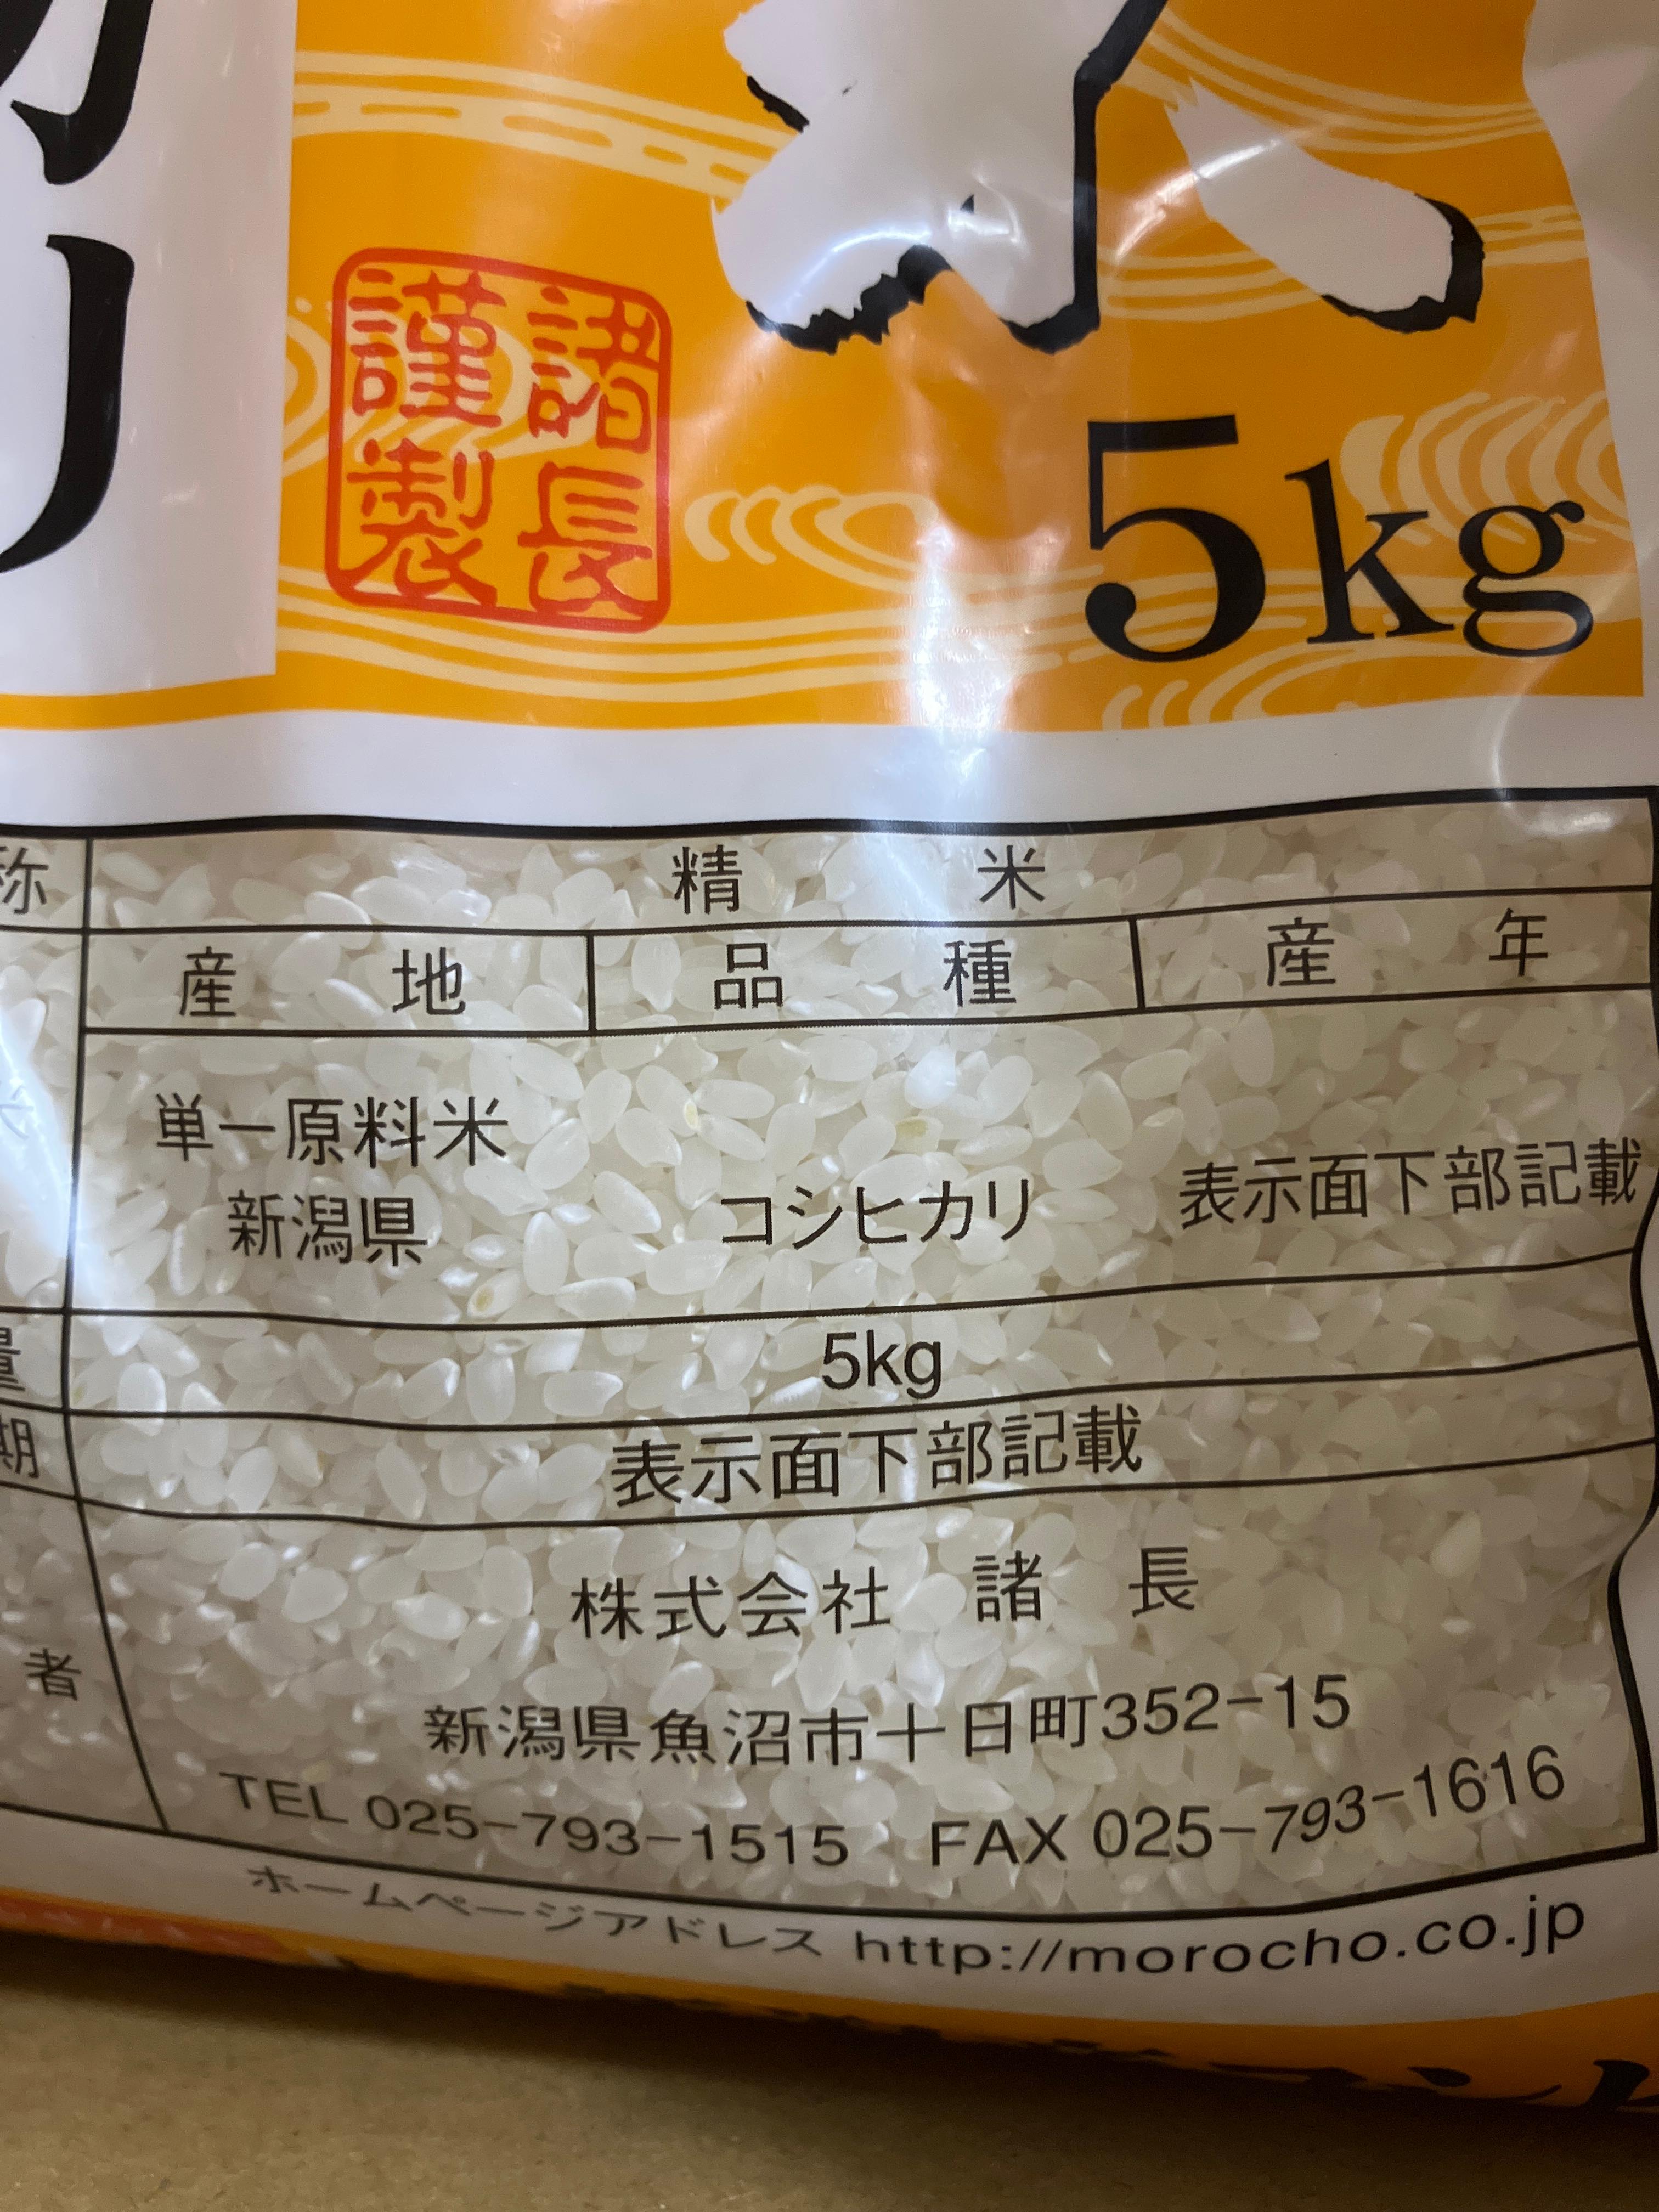 諸長
謹製
5kg
称 精米
産地 品種 産年
単一原料米
新潟県 コシヒカリ 表示面下部記載
量 5kg
期 表示面下部記載
株式会社 諸長
者
新潟県魚沼市十日町352-15
TEL 025-793-1515 FAX 025-793-1616
ホームページアドレス http://morocho.co.jp